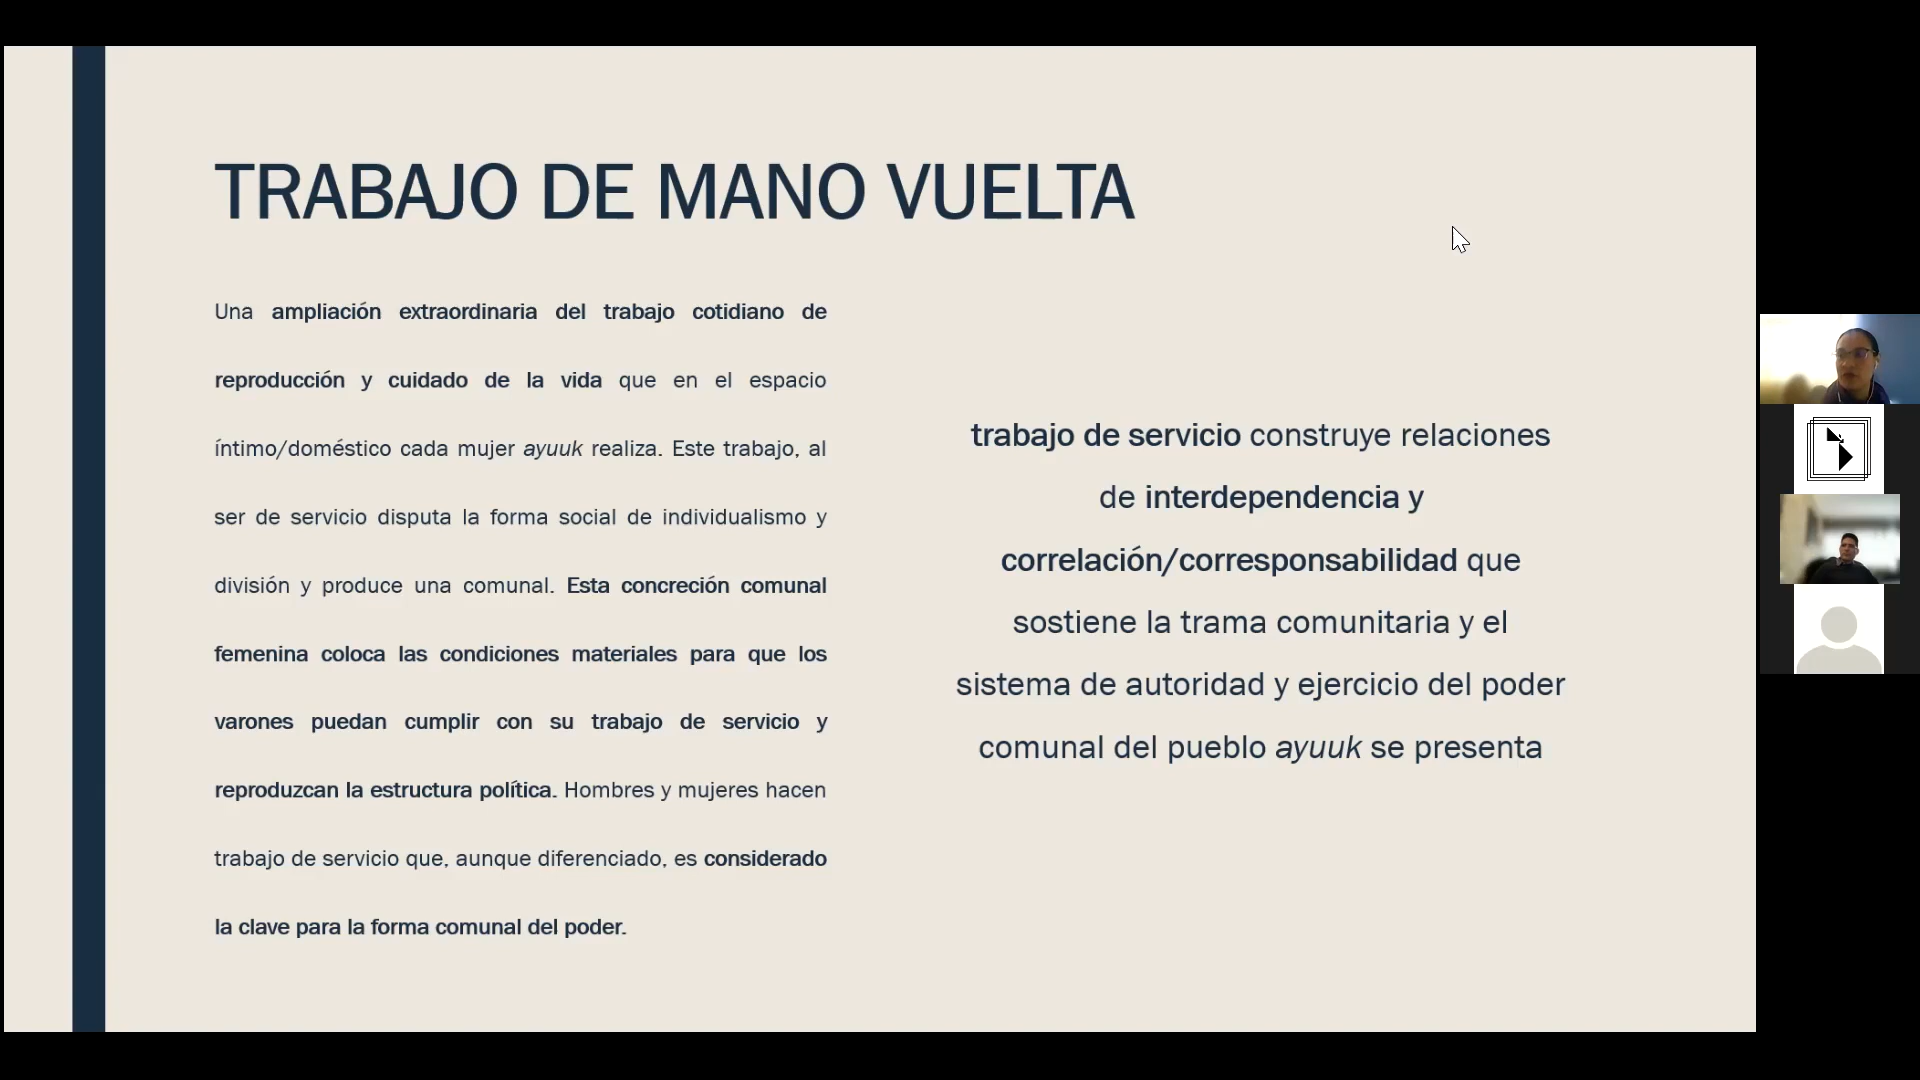 TRABAJO DE MANO VUELTA
Una ampliación extraordinaria del trabajo cotidiano de
reproducción y cuidado de la vida que en el espacio
íntimo/doméstico cada mujer ayuuk realiza. Este trabajo, al
ser de servicio disputa la forma social de individualismo y
división y produce una comunal. Esta concreción comunal
femenina coloca las condiciones materiales para que los
varones puedan cumplir con su trabajo de servicio y
reproduzcan la estructura política. Hombres y mujeres hacen
trabajo de servicio que, aunque diferenciado, es considerado
la clave para la forma comunal del poder.
trabajo de servicio construye relaciones
de interdependencia y
correlación/corresponsabilidad que
sostiene la trama comunitaria y el
sistema de autoridad y ejercicio del poder
comunal del pueblo ayuuk se presenta